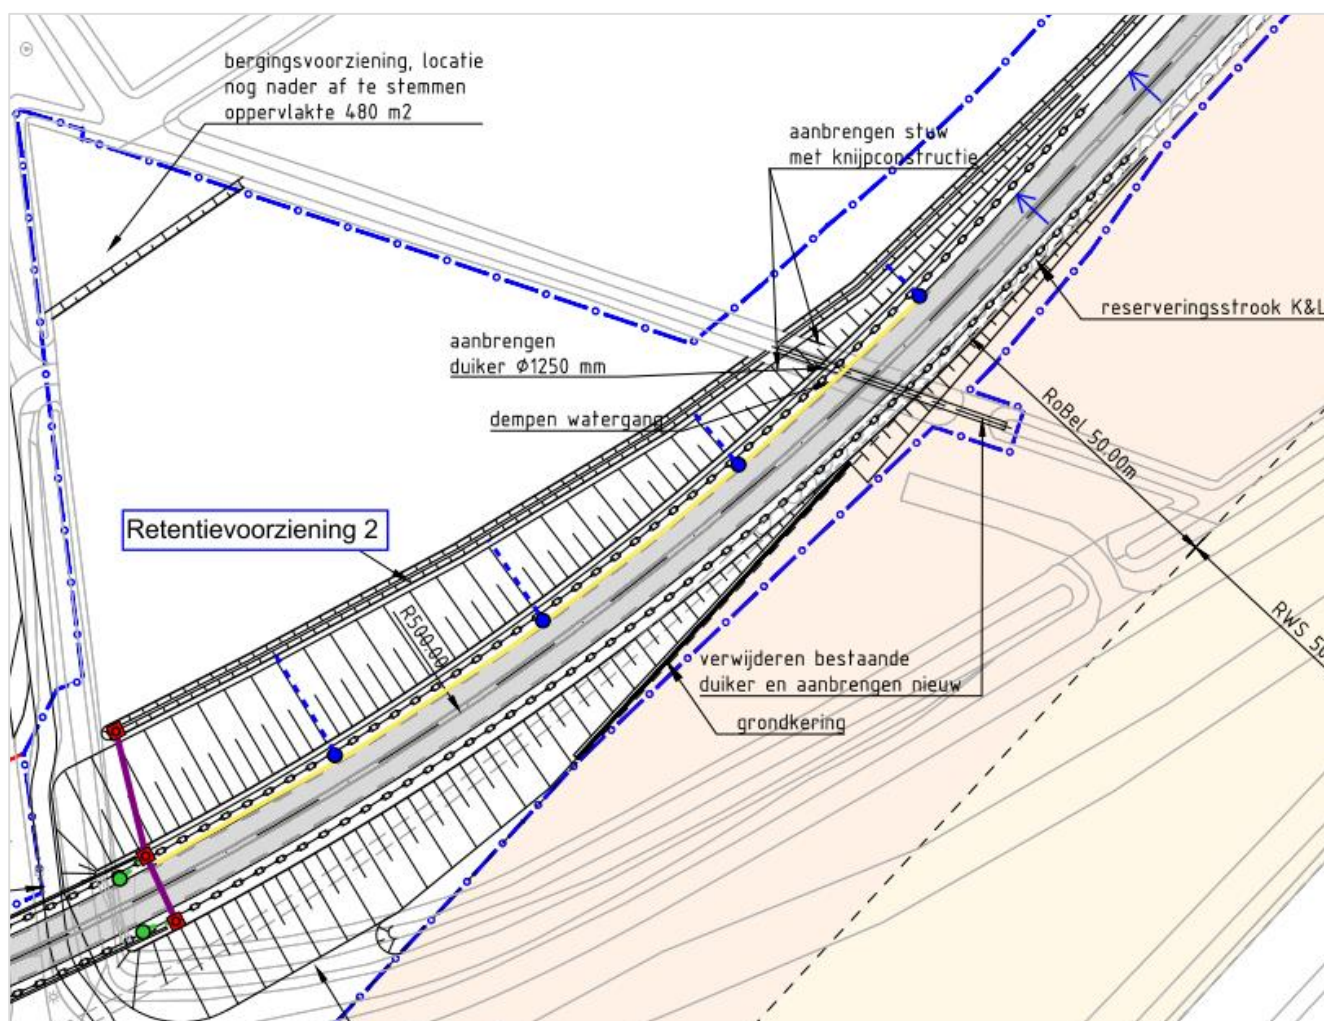 bergingsvoorziening, locatie
nog nader af te stemmen
oppervlakte 480 m2
aanbrengen stuw
met knijpconstructie
reserveringsstrook K&L
aanbrengen
duiker Ø1250 mm
dempen watergang
RoBel 50.00m
Retentievoorziening 2
R500.00
RWS 50
verwijderen bestaande
duiker en aanbrengen nieuw
grondkering